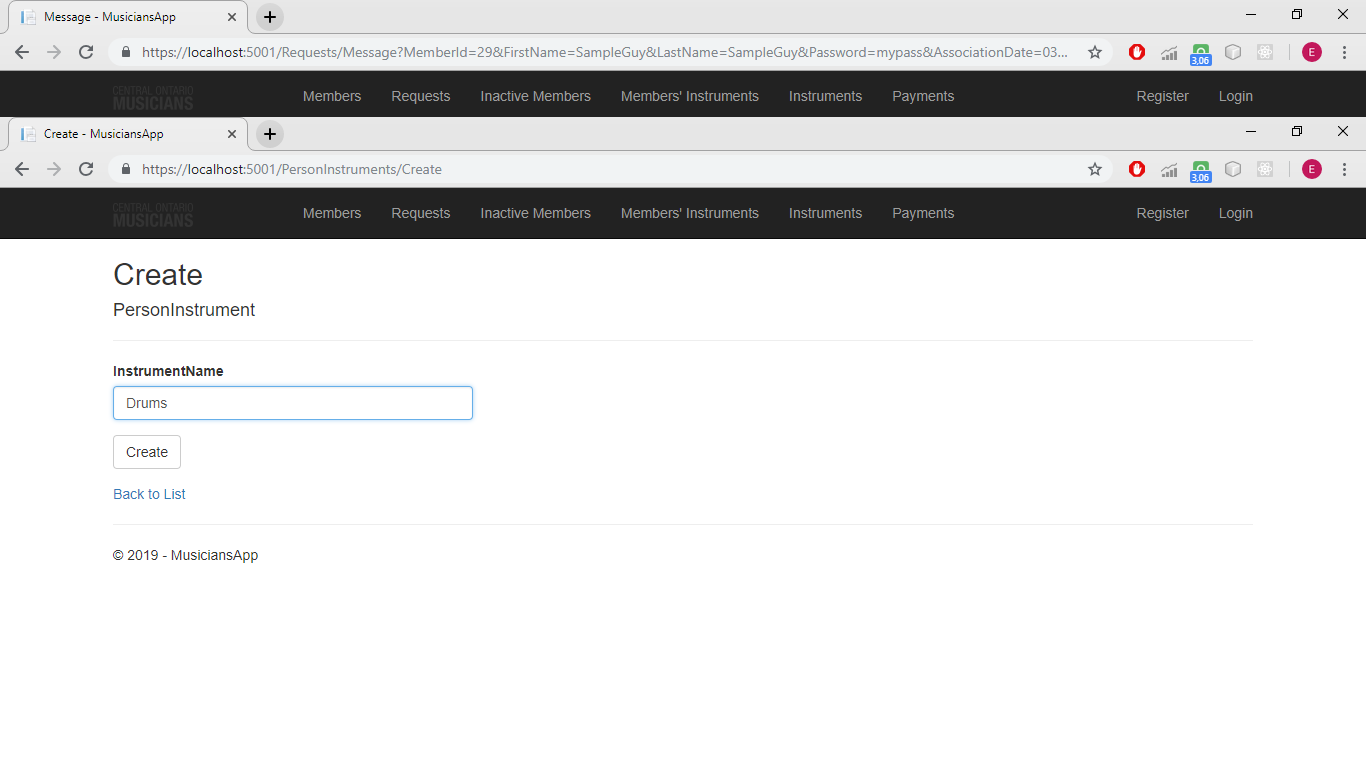 Message - MusiciansApp
https://localhost:5001/Requests/Message?MemberId=29&FirstName=SampleGuy&LastName=SampleGuy&Password=mypass&AssociationDate=03...
3,06
E
CENTRAL ONTARIO
MUSICIANS
Members Requests Inactive Members Members' Instruments Instruments Payments Register Login
Create - MusiciansApp
https://localhost:5001/PersonInstruments/Create
3,06
E
CENTRAL ONTARIO
MUSICIANS
Members Requests Inactive Members Members' Instruments Instruments Payments Register Login
Create
PersonInstrument
InstrumentName
Drums
Create
Back to List
© 2019 - MusiciansApp